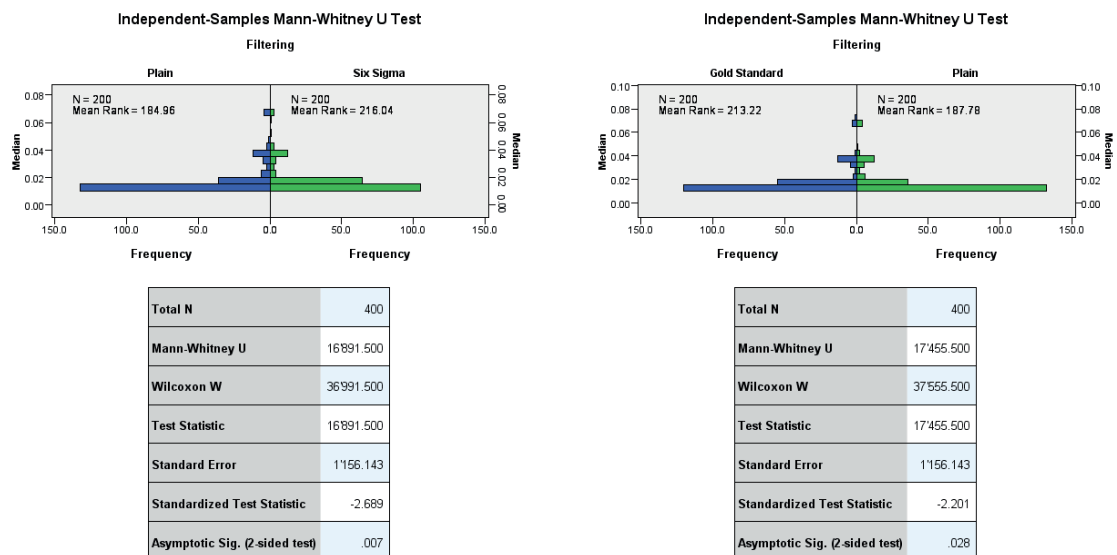 Independent-Samples Mann-Whitney U Test
Filtering
Plain Six Sigma
N = 200
Mean Rank = 184.96
N = 200
Mean Rank = 216.04
0.08
0.06
0.04
0.02
0.00
Median
0.08
0.06
0.04
0.02
0.00
Median
150.0 100.0 50.0 0.0 50.0 100.0 150.0
Frequency Frequency
Total N 400
Mann-Whitney U 16'891.500
Wilcoxon W 36'991.500
Test Statistic 16'891.500
Standard Error 1'156.143
Standardized Test Statistic -2.689
Asymptotic Sig. (2-sided test) .007
Independent-Samples Mann-Whitney U Test
Filtering
Gold Standard Plain
N = 200
Mean Rank = 213.22
N = 200
Mean Rank = 187.78
0.10
0.08
0.06
0.04
0.02
0.00
Median
0.10
0.08
0.06
0.04
0.02
0.00
Median
150.0 100.0 50.0 0.0 50.0 100.0 150.0
Frequency Frequency
Total N 400
Mann-Whitney U 17'455.500
Wilcoxon W 37'555.500
Test Statistic 17'455.500
Standard Error 1'156.143
Standardized Test Statistic -2.201
Asymptotic Sig. (2-sided test) .028